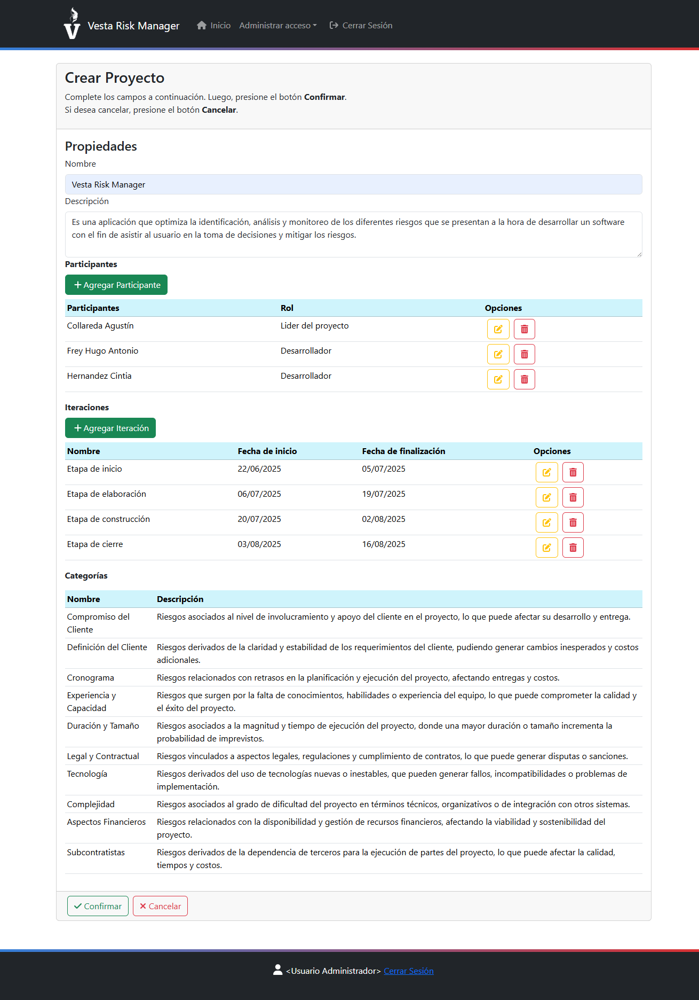 Vesta Risk Manager Inicio Administrar acceso Cerrar Sesión
Crear Proyecto
Complete los campos a continuación. Luego, presione el botón Confirmar.
Si desea cancelar, presione el botón Cancelar.
Propiedades
Nombre
Vesta Risk Manager
Descripción
Es una aplicación que optimiza la identificación, análisis y monitoreo de los diferentes riesgos que se presentan a la hora de desarrollar un software
con el fin de asistir al usuario en la toma de decisiones y mitigar los riesgos.
Participantes
Agregar Participante
Participantes Rol Opciones
Collareda Agustín Lider del proyecto
Frey Hugo Antonio Desarrollador
Hernandez Cintia Desarrollador
Iteraciones
Agregar Iteración
Nombre Fecha de inicio Fecha de finalización Opciones
Etapa de inicio 22/06/2025 05/07/2025
Etapa de elaboración 06/07/2025 19/07/2025
Etapa de construcción 20/07/2025 02/08/2025
Etapa de cierre 03/08/2025 16/08/2025
Categorías
Nombre Descripción
Compromiso del Riesgos asociados al nivel de involucramiento y apoyo del cliente en el proyecto, lo que puede afectar su desarrollo y entrega.
Cliente
Definición del Cliente Riesgos derivados de la claridad y estabilidad de los requerimientos del cliente, pudiendo generar cambios inesperados y costos
adicionales.
Cronograma Riesgos relacionados con retrasos en la planificación y ejecución del proyecto, afectando entregas y costos.
Experiencia y Riesgos que surgen por la falta de conocimientos, habilidades o experiencia del equipo, lo que puede comprometer la calidad y
Capacidad el éxito del proyecto.
Duración y Tamaño Riesgos asociados a la magnitud y tiempo de ejecución del proyecto, donde una mayor duración o tamaño incrementa la
probabilidad de imprevistos.
Legal y Contractual Riesgos vinculados a aspectos legales, regulaciones y cumplimiento de contratos, lo que puede generar disputas o sanciones.
Tecnología Riesgos derivados del uso de tecnologías nuevas o inestables, que pueden generar fallos, incompatibilidades o problemas de
implementación.
Complejidad Riesgos asociados al grado de dificultad del proyecto en términos técnicos, organizativos o de integración con otros sistemas.
Aspectos Financieros Riesgos relacionados con la disponibilidad y gestión de recursos financieros, afectando la viabilidad y sostenibilidad del
proyecto.
Subcontratistas Riesgos derivados de la dependencia de terceros para la ejecución de partes del proyecto, lo que puede afectar la calidad,
tiempos y costos.
Confirmar Cancelar
<Usuario Administrador> Cerrar Sesión